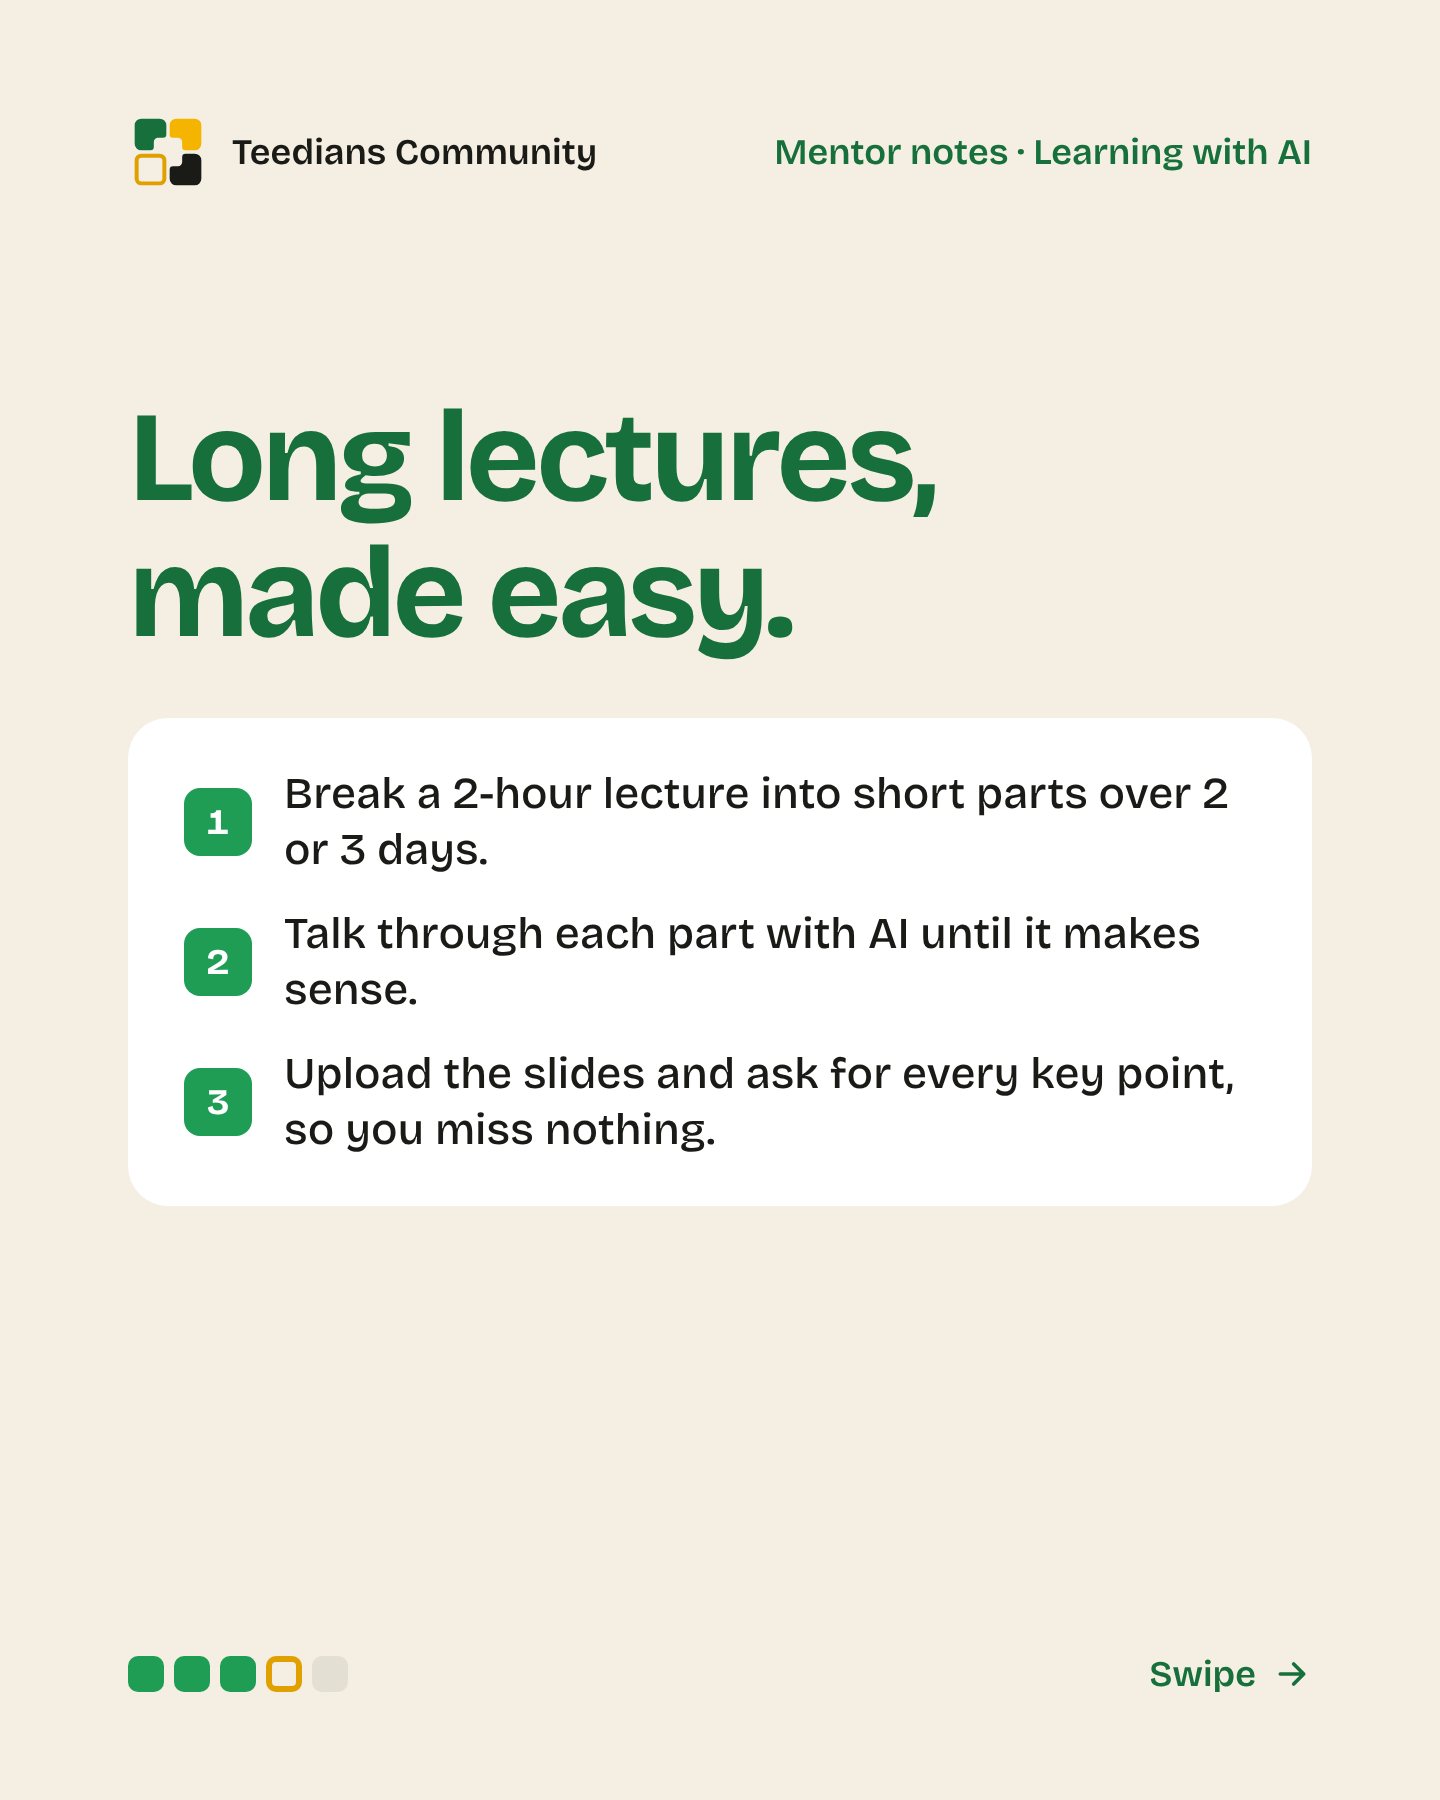 Teedians Community
Mentor notes · Learning with AI
Long lectures,
made easy.
1
Break a 2-hour lecture into short parts over 2
or 3 days.
2
Talk through each part with AI until it makes
sense.
3
Upload the slides and ask for every key point,
so you miss nothing.
Swipe →